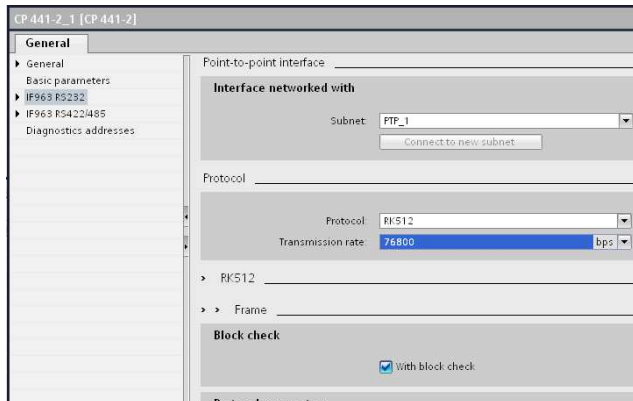 CP 441-2_1 [CP 441-2]
General
General
Basic parameters
IF963 RS232
IF963 RS422/485
Diagnostics addresses
Point-to-point interface
Interface networked with
Subnet: PTP_1
Connect to new subnet
Protocol
Protocol: RK512
Transmission rate: 76800 bps
> RK512
> > Frame
Block check
With block check